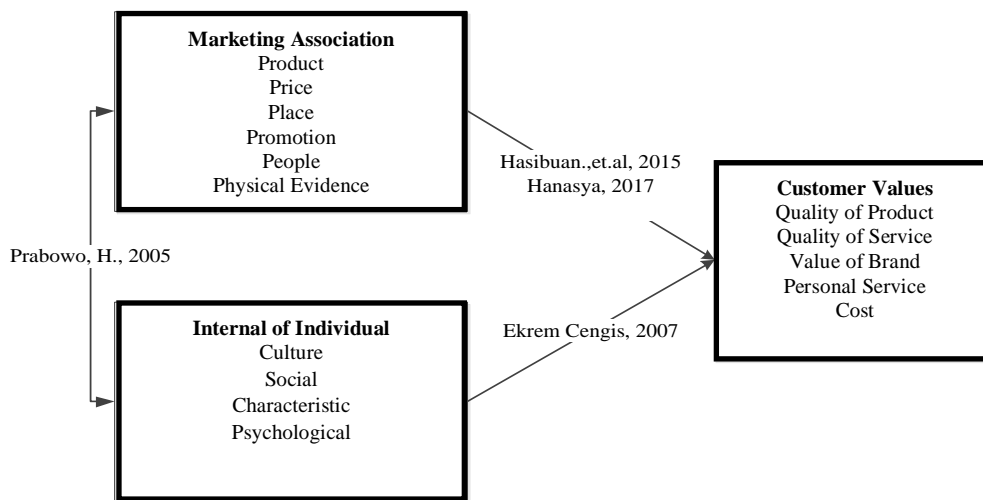 Marketing Association
Product
Price
Place
Promotion
People
Physical Evidence
Hasibuan.,et.al, 2015
Hanasya, 2017
Customer Values
Quality of Product
Quality of Service
Value of Brand
Personal Service
Cost
Prabowo, H., 2005
Internal of Individual
Culture
Social
Characteristic
Psychological
Ekrem Cengis, 2007